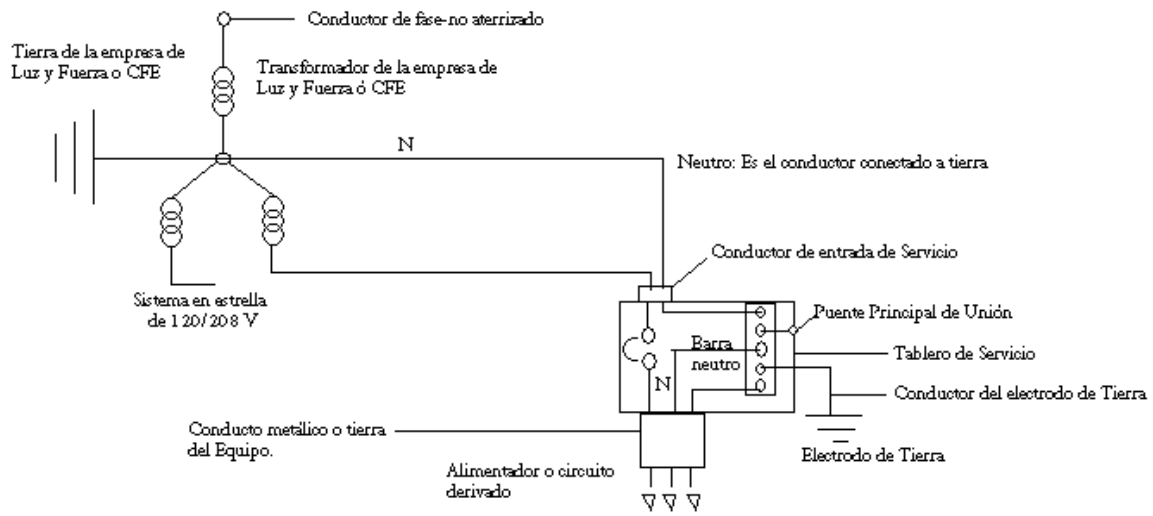 Conductor de fase-no aterrizado
Tierra de la empresa de
Luz y Fuerza o CFE
Transformador de la empresa de
Luz y Fuerza ó CFE
N
Neutro: Es el conductor conectado a tierra
Conductor de entrada de Servicio
Sistema en estrella
de 120/208 V
Puente Principal de Unión
Barra
neutro
Tablero de Servicio
N
Conductor del electrodo de Tierra
Conducto metálico o tierra
del Equipo.
Electrodo de Tierra
Alimentador o circuito
derivado